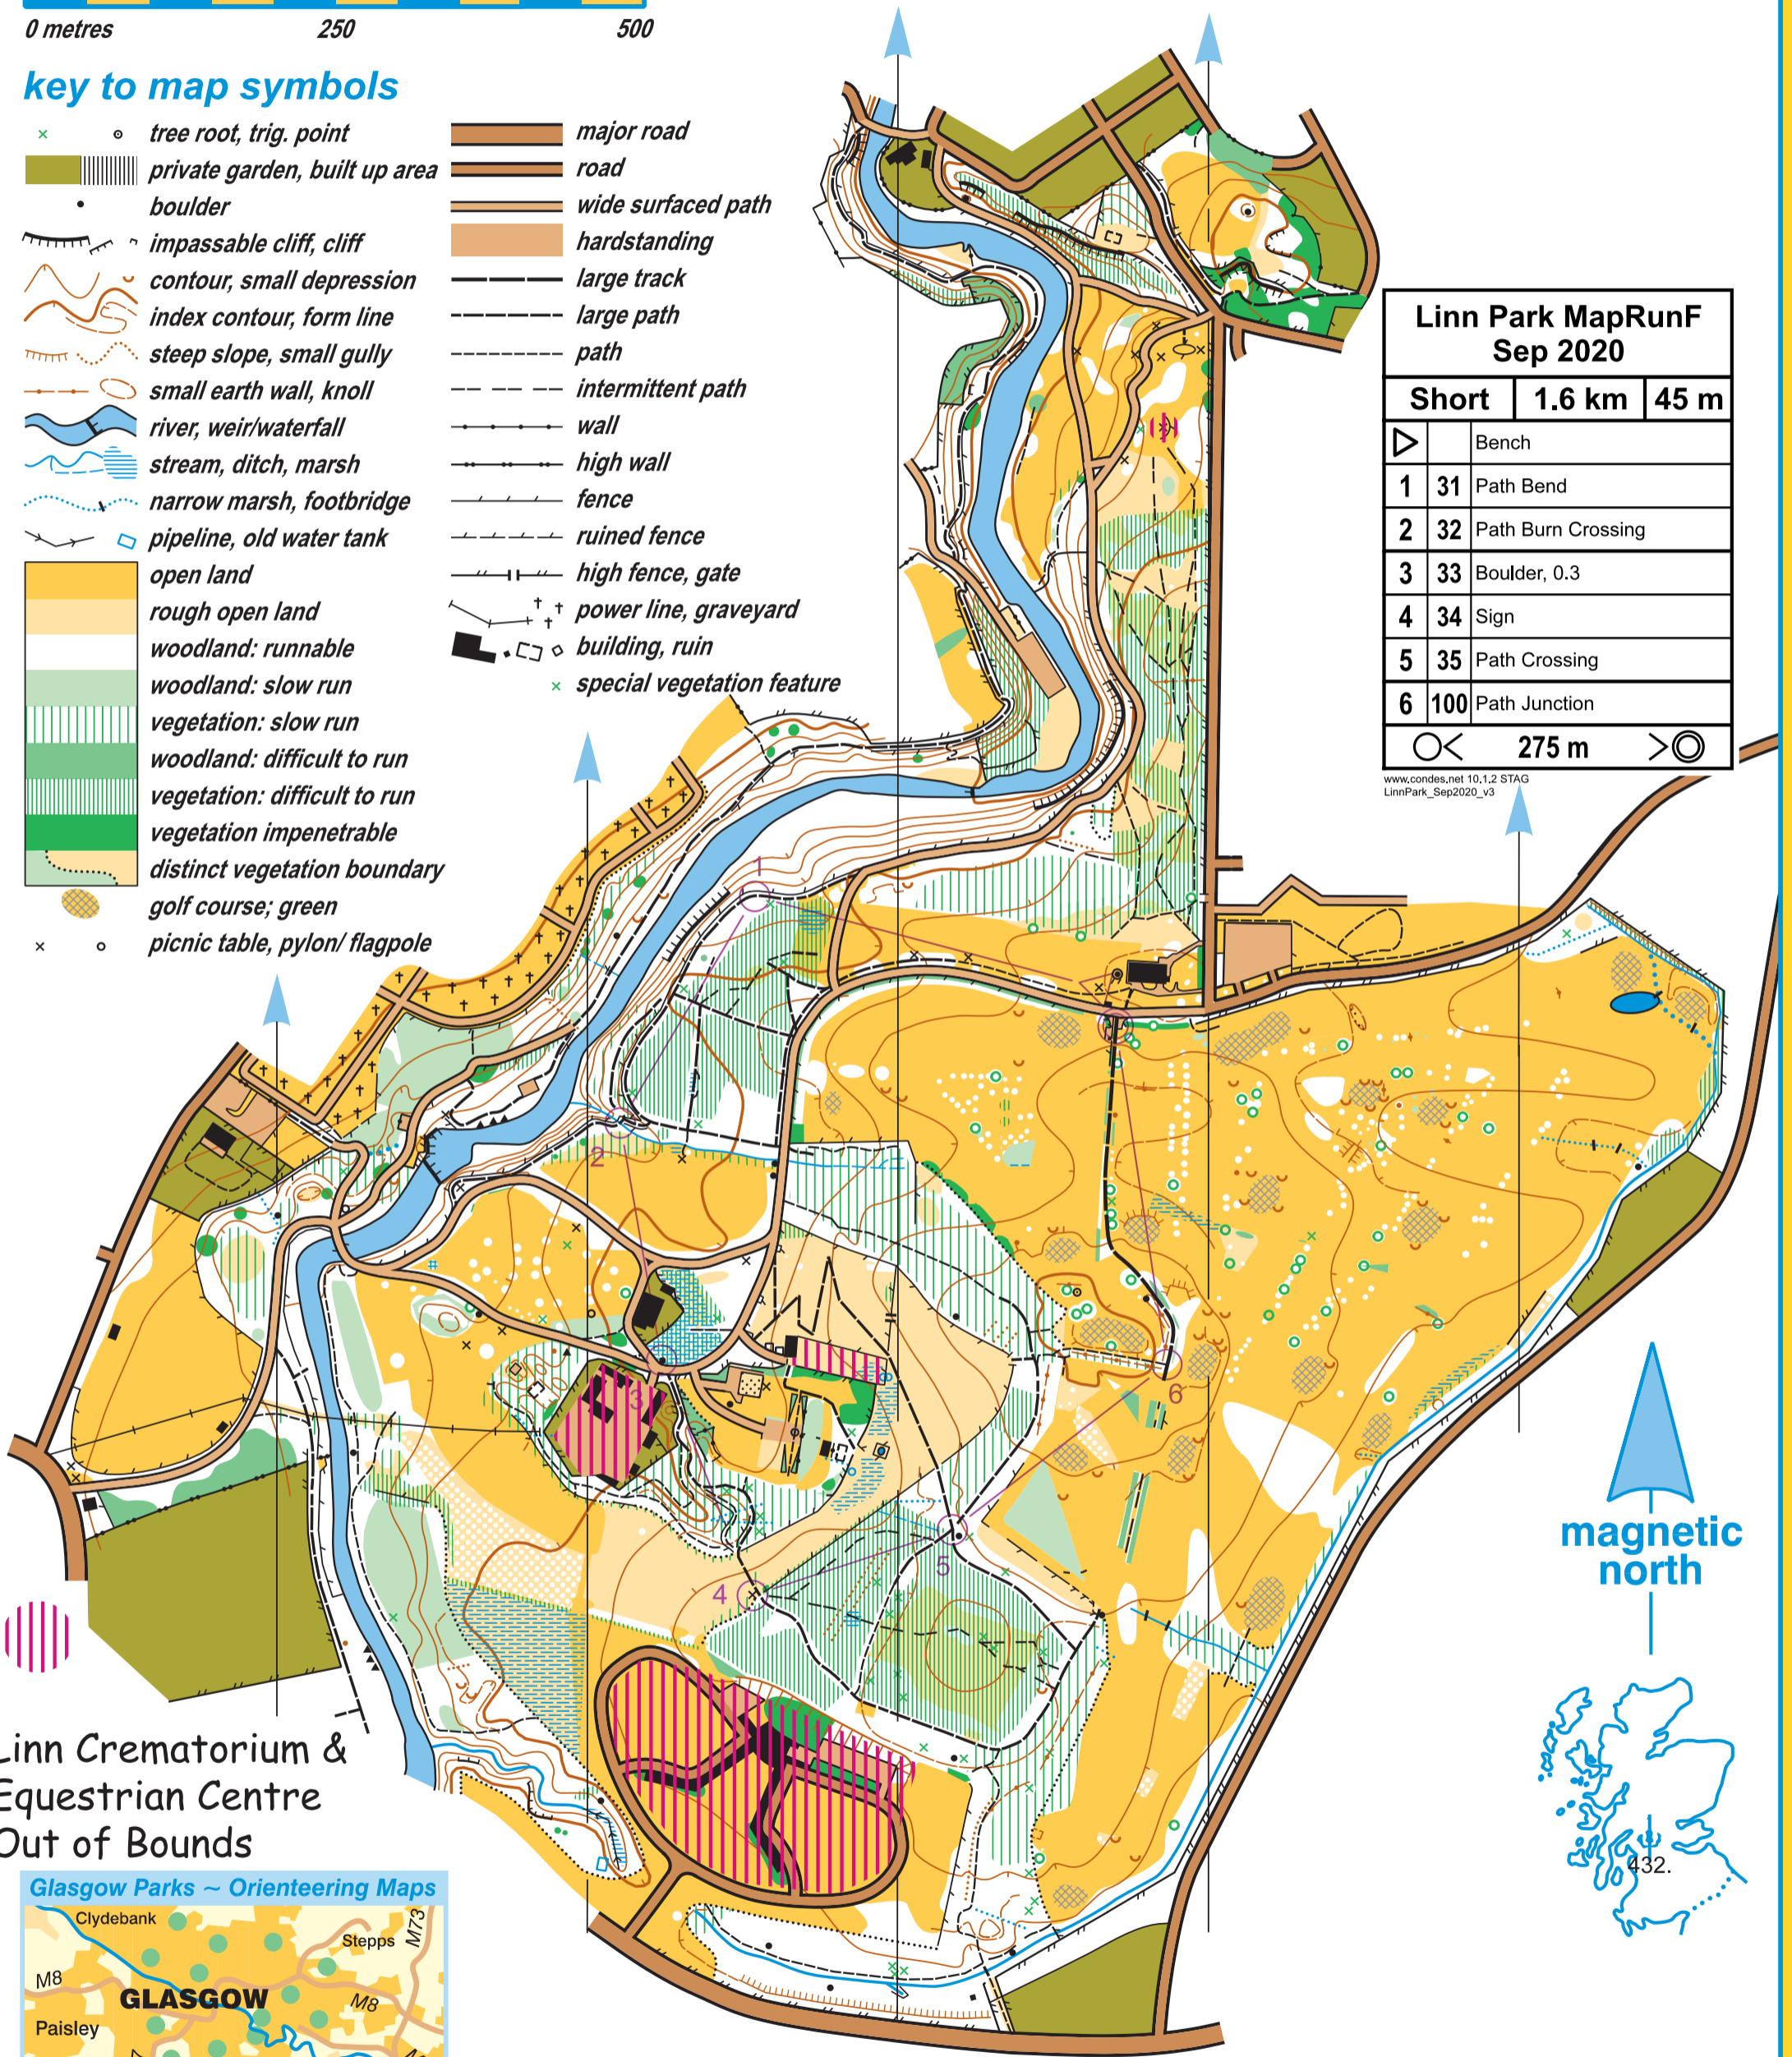 0 metres 250 500
key to map symbols
tree root, trig. point
private garden, built up area
boulder
impassable cliff, cliff
contour, small depression
index contour, form line
steep slope, small gully
small earth wall, knoll
river, weir/waterfall
stream, ditch, marsh
narrow marsh, footbridge
pipeline, old water tank
open land
rough open land
woodland: runnable
woodland: slow run
vegetation: slow run
woodland: difficult to run
vegetation: difficult to run
vegetation impenetrable
distinct vegetation boundary
golf course; green
picnic table, pylon/ flagpole
major road
road
wide surfaced path
hardstanding
large track
large path
path
intermittent path
wall
high wall
fence
ruined fence
high fence, gate
power line, graveyard
building, ruin
special vegetation feature
Linn Park MapRunF
Sep 2020
Short 1.6 km 45 m
Bench
1 31 Path Bend
2 32 Path Burn Crossing
3 33 Boulder, 0.3
4 34 Sign
5 35 Path Crossing
6 100 Path Junction
275 m
www.condes.net 10.1.2 STAG
LinnPark_Sep2020_v3
1
2
3
4
5
6
magnetic
north
432.
Linn Crematorium &
Equestrian Centre
Out of Bounds
Glasgow Parks ~ Orienteering Maps
Clydebank
Stepps
M73
M8
GLASGOW
M8
Paisley